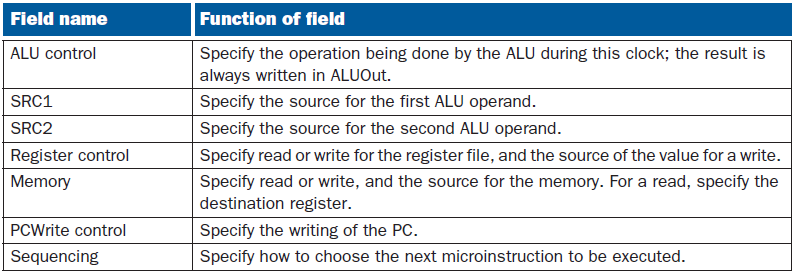 Field name Function of field
ALU control Specify the operation being done by the ALU during this clock; the result is
always written in ALUOut.
SRC1 Specify the source for the first ALU operand.
SRC2 Specify the source for the second ALU operand.
Register control Specify read or write for the register file, and the source of the value for a write.
Memory Specify read or write, and the source for the memory. For a read, specify the
destination register.
PCWrite control Specify the writing of the PC.
Sequencing Specify how to choose the next microinstruction to be executed.